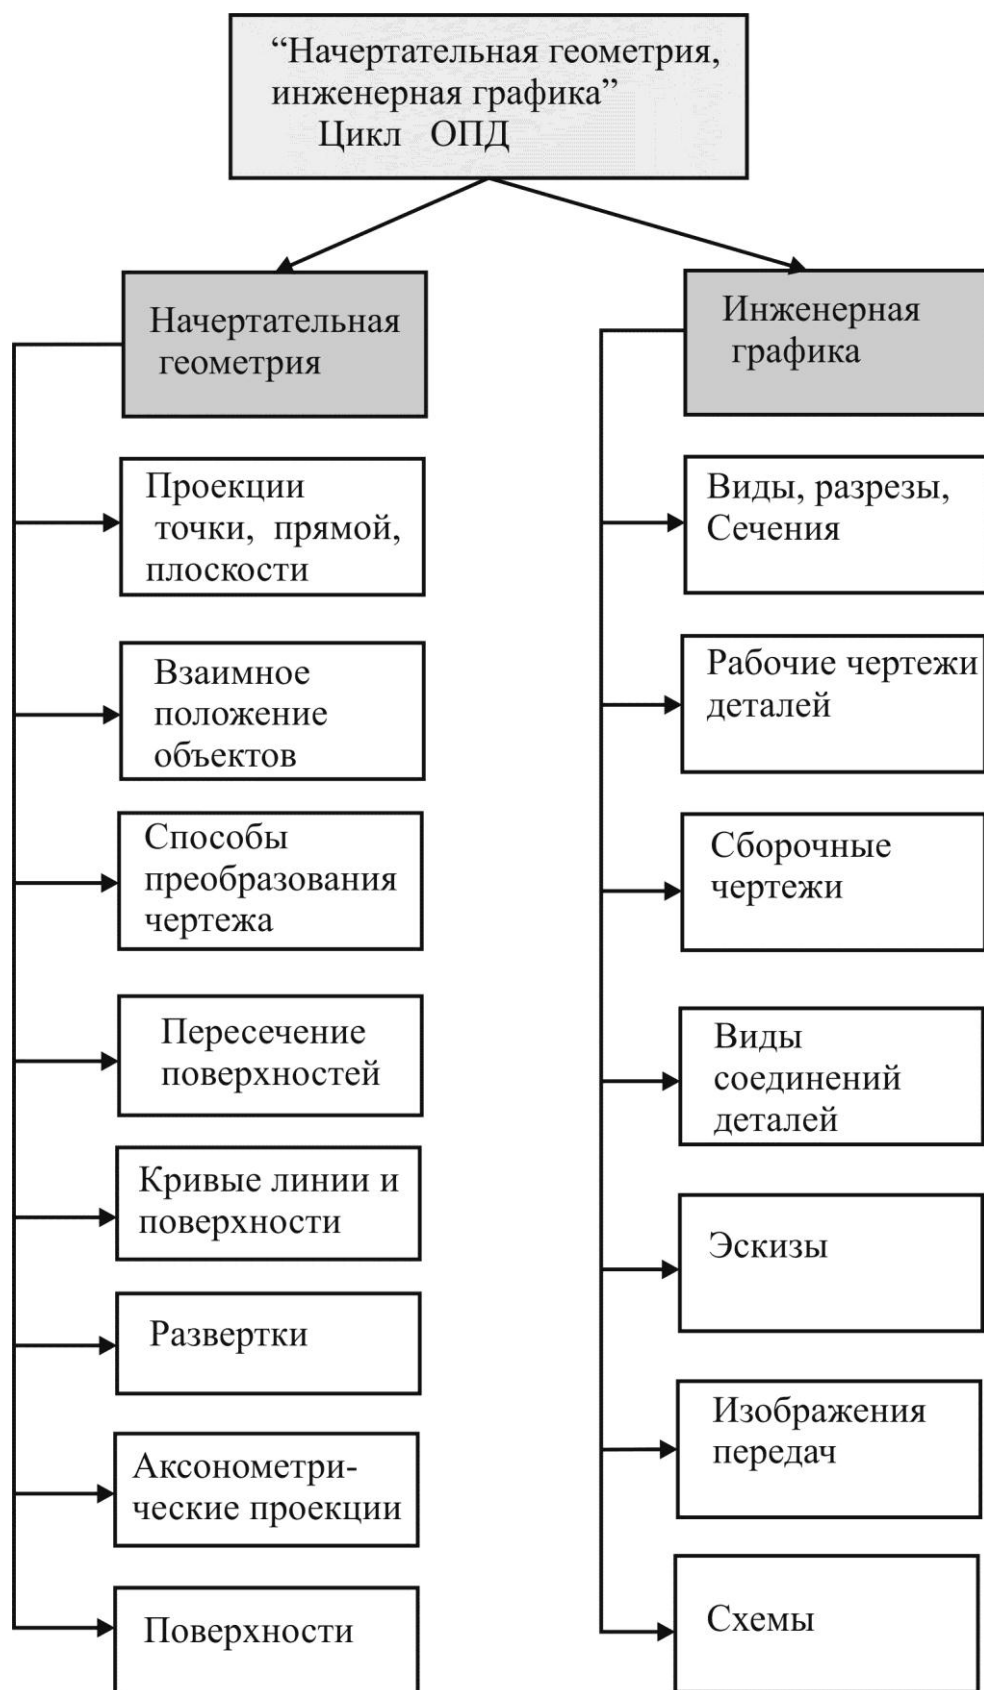 “Начертательная геометрия,
инженерная графика”
Цикл ОПД
Начертательная
геометрия
Проекции
точки, прямой,
плоскости
Взаимное
положение
объектов
Способы
преобразования
чертежа
Пересечение
поверхностей
Кривые линии и
поверхности
Развертки
Аксонометри-
ческие проекции
Поверхности
Инженерная
графика
Виды, разрезы,
Сечения
Рабочие чертежи
деталей
Сборочные
чертежи
Виды
соединений
деталей
Эскизы
Изображения
передач
Схемы